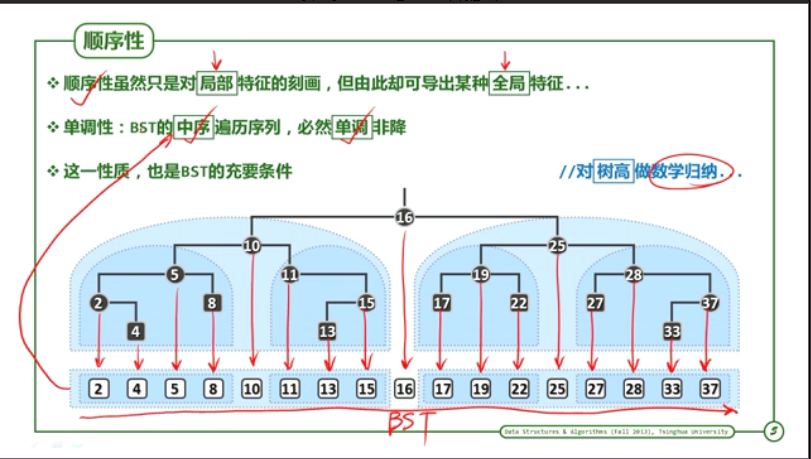 顺序性
❖ 顺序性虽然只是对局部特征的刻画，但由此却可导出某种全局特征...
❖ 单调性：BST的中序遍历序列，必然单调非降
❖ 这一性质，也是BST的充要条件 //对树高做数学归纳...
16
10 25
5 11 19 28
2 8 15 17 22 27 37
4 13 33
2 4 5 8 10 11 13 15 16 17 19 22 25 27 28 33 37
BST
Data Structures & Algorithms (Fall 2013), Tsinghua University 5